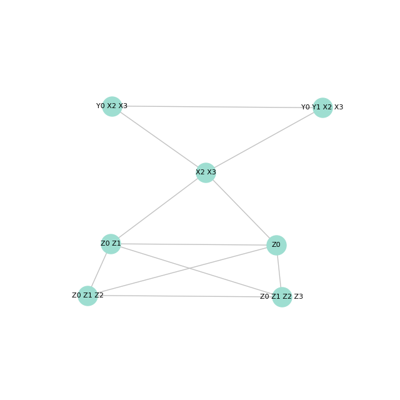 Y0 X2 X3
Y0 Y1 X2 X3
X2 X3
Z0 Z1
Z0
Z0 Z1 Z2
Z0 Z1 Z2 Z3